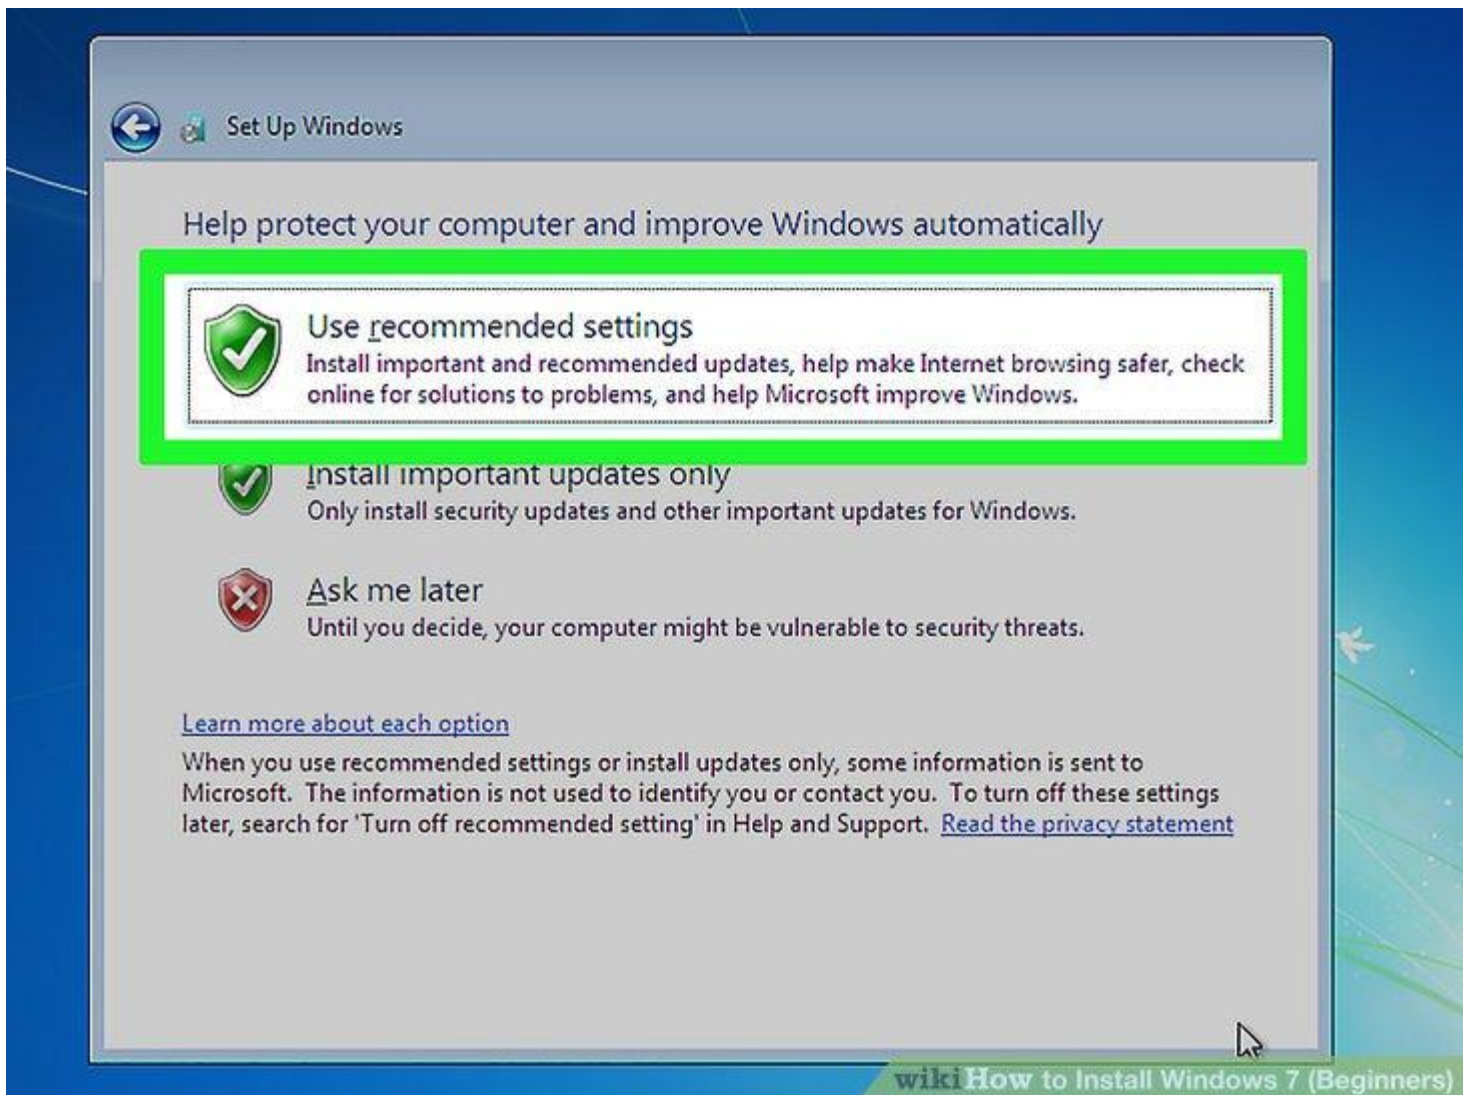 Set Up Windows
Help protect your computer and improve Windows automatically
Use recommended settings
Install important and recommended updates, help make Internet browsing safer, check
online for solutions to problems, and help Microsoft improve Windows.
Install important updates only
Only install security updates and other important updates for Windows.
Ask me later
Until you decide, your computer might be vulnerable to security threats.
Learn more about each option
When you use recommended settings or install updates only, some information is sent to
Microsoft. The information is not used to identify you or contact you. To turn off these settings
later, search for 'Turn off recommended setting' in Help and Support. Read the privacy statement
wikiHow to Install Windows 7 (Beginners)